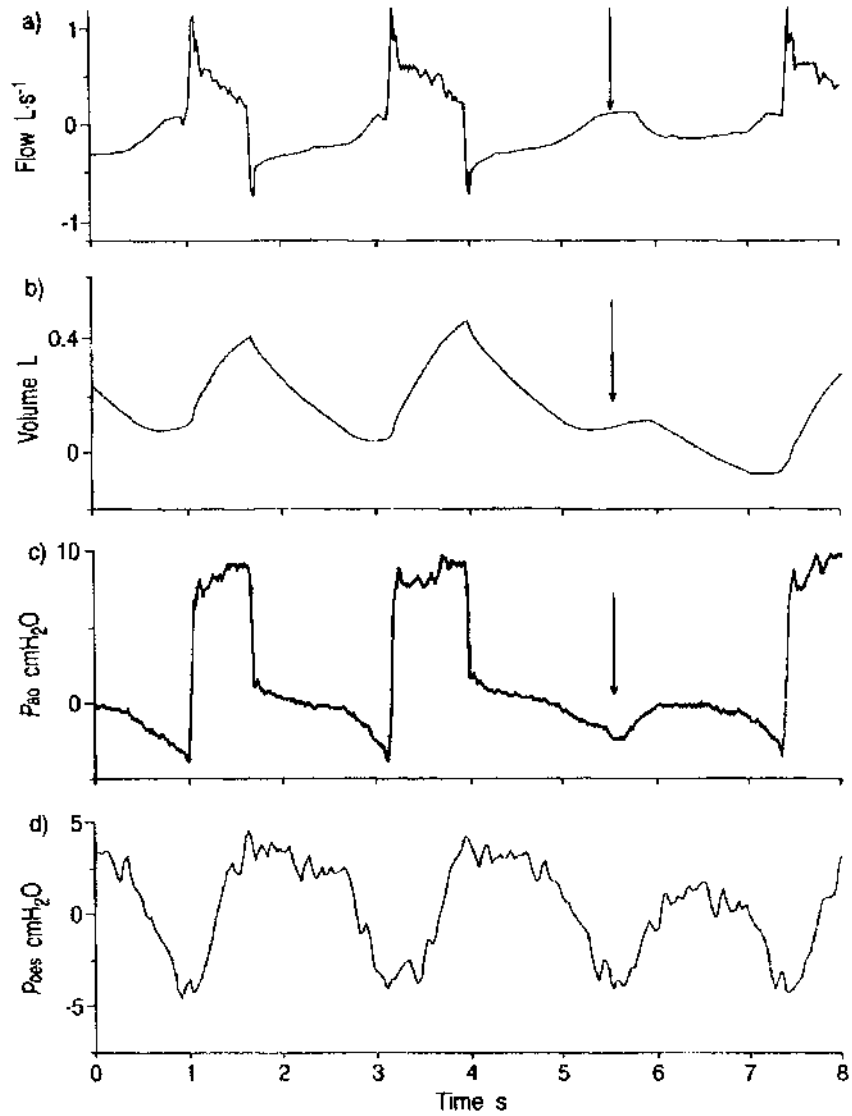 a)
1
0
-1
Flow L·s⁻¹
b)
0.4
0
Volume L
c)
10
0
Pao cmH₂O
d)
5
0
-5
Poes cmH₂O
0 1 2 3 4 5 6 7 8
Time s